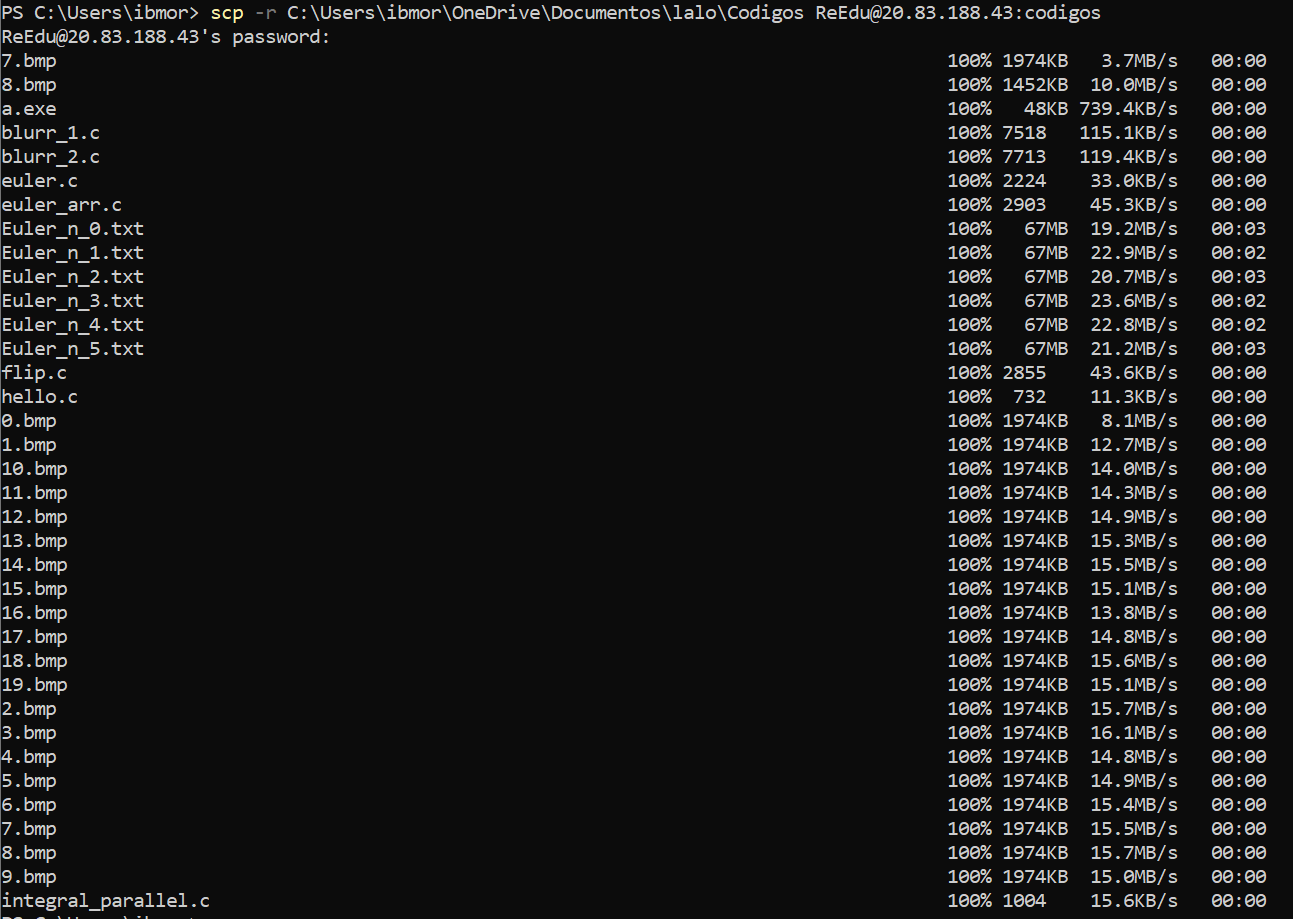 PS C:\Users\ibmor> scp -r C:\Users\ibmor\OneDrive\Documentos\lalo\Codigos ReEdu@20.83.188.43:codigos
ReEdu@20.83.188.43's password:
7.bmp 100% 1974KB 3.7MB/s 00:00
8.bmp 100% 1452KB 10.0MB/s 00:00
a.exe 100% 48KB 739.4KB/s 00:00
blurr_1.c 100% 7518 115.1KB/s 00:00
blurr_2.c 100% 7713 119.4KB/s 00:00
euler.c 100% 2224 33.0KB/s 00:00
euler_arr.c 100% 2903 45.3KB/s 00:00
Euler_n_0.txt 100% 67MB 19.2MB/s 00:03
Euler_n_1.txt 100% 67MB 22.9MB/s 00:02
Euler_n_2.txt 100% 67MB 20.7MB/s 00:03
Euler_n_3.txt 100% 67MB 23.6MB/s 00:02
Euler_n_4.txt 100% 67MB 22.8MB/s 00:02
Euler_n_5.txt 100% 67MB 21.2MB/s 00:03
flip.c 100% 2855 43.6KB/s 00:00
hello.c 100% 732 11.3KB/s 00:00
0.bmp 100% 1974KB 8.1MB/s 00:00
1.bmp 100% 1974KB 12.7MB/s 00:00
10.bmp 100% 1974KB 14.0MB/s 00:00
11.bmp 100% 1974KB 14.3MB/s 00:00
12.bmp 100% 1974KB 14.9MB/s 00:00
13.bmp 100% 1974KB 15.3MB/s 00:00
14.bmp 100% 1974KB 15.5MB/s 00:00
15.bmp 100% 1974KB 15.1MB/s 00:00
16.bmp 100% 1974KB 13.8MB/s 00:00
17.bmp 100% 1974KB 14.8MB/s 00:00
18.bmp 100% 1974KB 15.6MB/s 00:00
19.bmp 100% 1974KB 15.1MB/s 00:00
2.bmp 100% 1974KB 15.7MB/s 00:00
3.bmp 100% 1974KB 16.1MB/s 00:00
4.bmp 100% 1974KB 14.8MB/s 00:00
5.bmp 100% 1974KB 14.9MB/s 00:00
6.bmp 100% 1974KB 15.4MB/s 00:00
7.bmp 100% 1974KB 15.5MB/s 00:00
8.bmp 100% 1974KB 15.7MB/s 00:00
9.bmp 100% 1974KB 15.0MB/s 00:00
integral_parallel.c 100% 1004 15.6KB/s 00:00